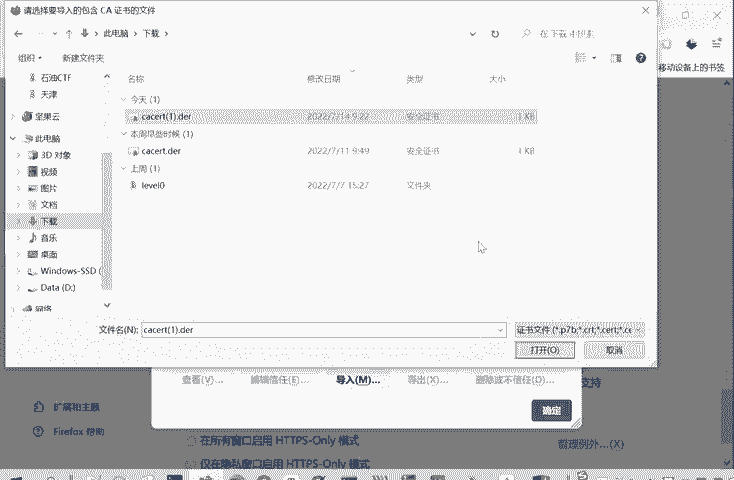 请选择要导入的包含 CA 证书的文件
此电脑 > 下载 >
组织 新建文件夹
移动设备上的书签
名称 修改日期 类型 大小
石油CTF
天津
坚果云
此电脑
3D 对象
视频
图片
文档
下载
音乐
桌面
Windows-SSD (
Data (D:)
网络
今天 (1)
cacert(1).der 2022/7/14 9:22 安全证书 1 KB
本周早些时候 (1)
cacert.der 2022/7/11 9:49 安全证书 1 KB
上周 (1)
level0 2022/7/7 15:27 文件夹
文件名(N): cacert(1).der 证书文件 (*.p7b;*.crt;*.cert;*.ce
打开(O) 取消
查看(V)... 编辑信任(E)... 导入(M)... 导出(X)... 删除或不信任(D)...
支持
确定
扩展和主题
Firefox 帮助
在所有窗口启用 HTTPS-Only 模式
管理例外...(X)
仅在隐私窗口启用 HTTPS-Only 模式